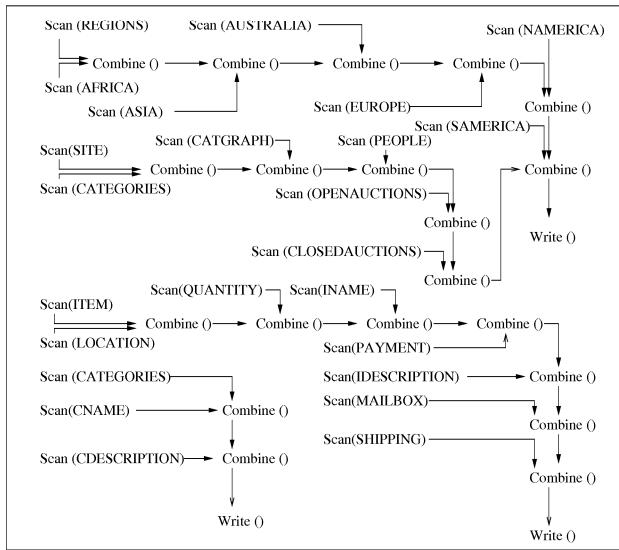 Scan (REGIONS)
Scan (AUSTRALIA)
Scan (NAMERICA)
Combine ()
Combine ()
Combine ()
Combine ()
Scan (AFRICA)
Scan (ASIA)
Scan (EUROPE)
Combine ()
Scan (SAMERICA)
Scan(SITE)
Scan (CATGRAPH)
Scan (PEOPLE)
Combine ()
Combine ()
Combine ()
Combine ()
Scan (CATEGORIES)
Scan (OPENAUCTIONS)
Combine ()
Write ()
Scan (CLOSEDAUCTIONS)
Combine ()
Scan(ITEM)
Scan(QUANTITY)
Scan(INAME)
Combine ()
Combine ()
Combine ()
Combine ()
Scan (LOCATION)
Scan(PAYMENT)
Scan (CATEGORIES)
Scan(IDESCRIPTION)
Combine ()
Scan(CNAME)
Combine ()
Scan(MAILBOX)
Combine ()
Scan(SHIPPING)
Scan (CDESCRIPTION)
Combine ()
Combine ()
Write ()
Write ()